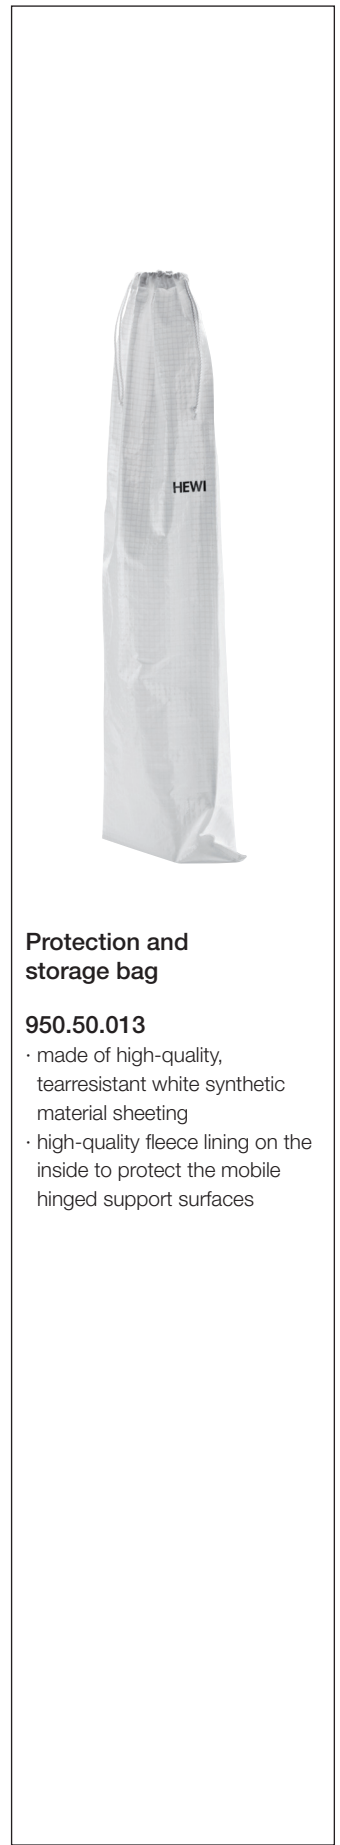 HEWI
Protection and
storage bag
950.50.013
· made of high-quality,
tearresistant white synthetic
material sheeting
· high-quality fleece lining on the
inside to protect the mobile
hinged support surfaces